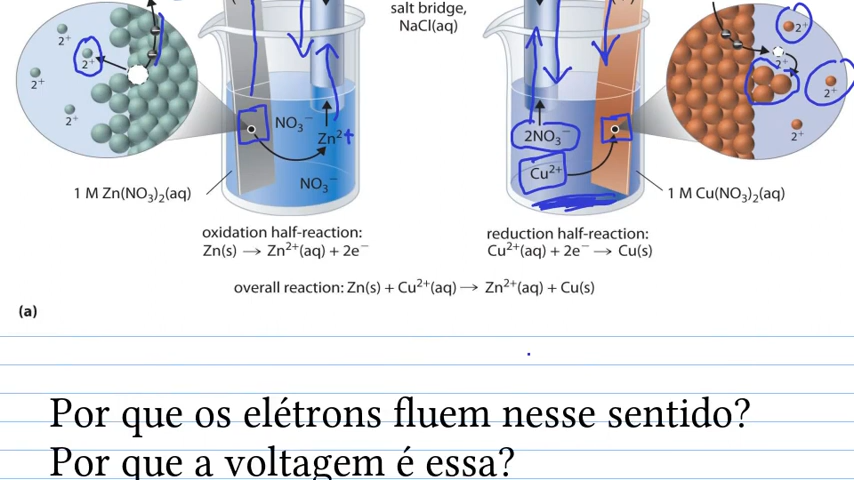 salt bridge,
NaCl(aq)
2+
2+
2+
2+
NO₃⁻
Zn²⁺
NO₃⁻
2NO₃⁻
Cu²⁺
2+
2+
2+
2+
1 M Zn(NO₃)₂(aq)
1 M Cu(NO₃)₂(aq)
oxidation half-reaction:
Zn(s) → Zn²⁺(aq) + 2e⁻
reduction half-reaction:
Cu²⁺(aq) + 2e⁻ → Cu(s)
overall reaction: Zn(s) + Cu²⁺(aq) → Zn²⁺(aq) + Cu(s)
(a)
Por que os elétrons fluem nesse sentido?
Por que a voltagem é essa?